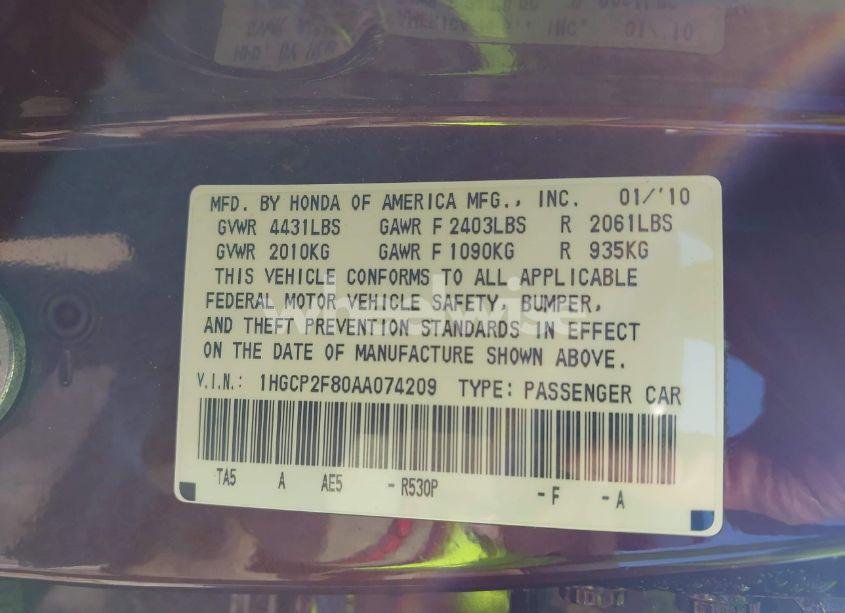 MFD. BY HONDA OF AMERICA MFG., INC. 01/'10
GVWR 4431LBS GAWR F 2403LBS R 2061LBS
GVWR 2010KG GAWR F 1090KG R 935KG
THIS VEHICLE CONFORMS TO ALL APPLICABLE
FEDERAL MOTOR VEHICLE SAFETY, BUMPER,
AND THEFT PREVENTION STANDARDS IN EFFECT
ON THE DATE OF MANUFACTURE SHOWN ABOVE.
V.I.N.: 1HGCP2F80AA074209 TYPE: PASSENGER CAR
TA5 A AE5 - R530P - F - A
wheelwise